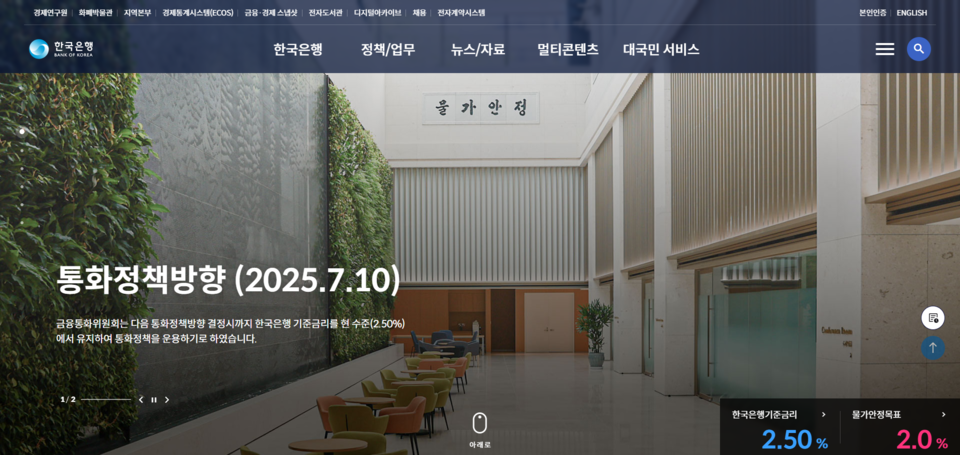 경제연구원 화폐박물관 지역본부 경제통계시스템(ECOS) 금융·경제 스냅샷 전자도서관 디지털아카이브 채용 전자계약시스템 본인인증 ENGLISH
한국은행
BANK OF KOREA
한국은행 정책/업무 뉴스/자료 멀티콘텐츠 대국민 서비스
물가안정
통화정책방향 (2025.7.10)
금융통화위원회는 다음 통화정책방향 결정시까지 한국은행 기준금리를 현 수준(2.50%)
에서 유지하여 통화정책을 운용하기로 하였습니다.
1 / 2
아래로
한국은행기준금리 물가안정목표
2.50 % 2.0 %